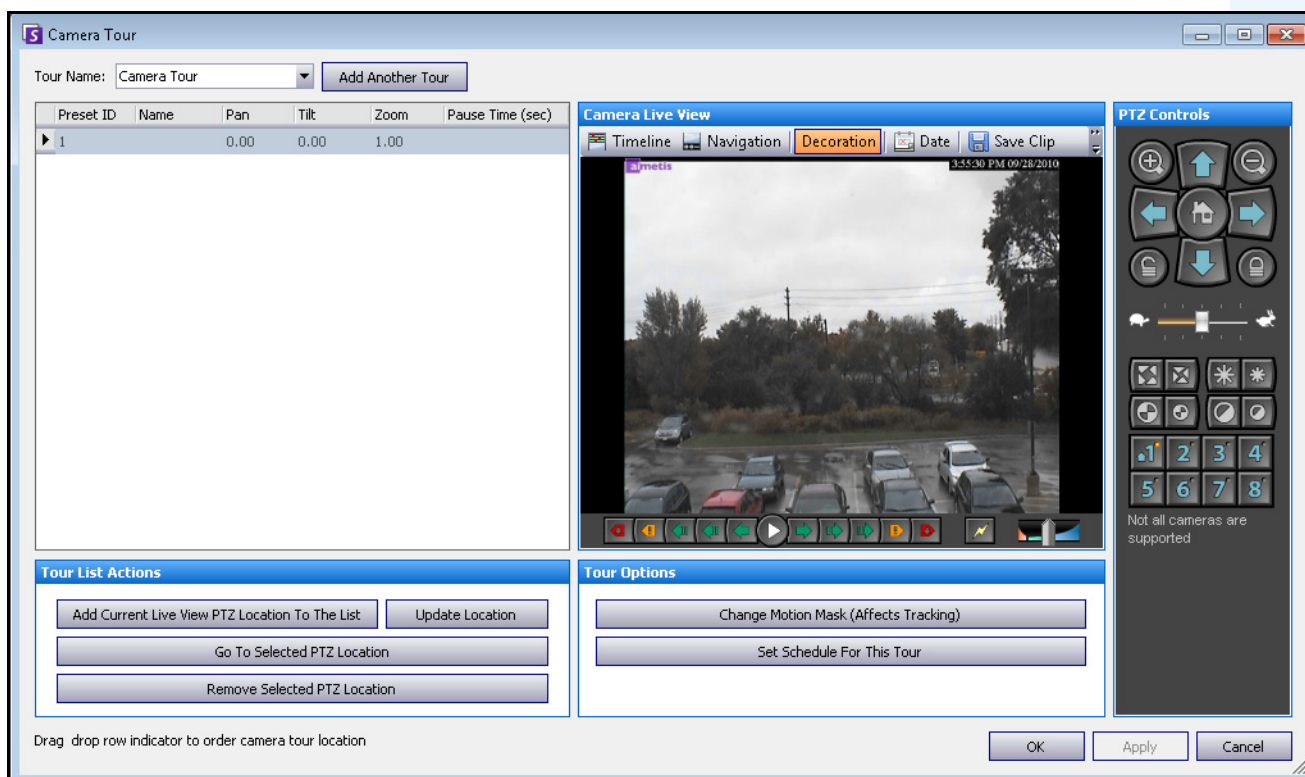 Camera Tour
Tour Name: Camera Tour Add Another Tour
Preset ID Name Pan Tilt Zoom Pause Time (sec)
1 0.00 0.00 1.00
Camera Live View
Timeline Navigation Decoration Date Save Clip
aimetis 3:55:30 PM 09/28/2010
PTZ Controls
1 2 3 4
5 6 7 8
Not all cameras are
supported
Tour List Actions
Add Current Live View PTZ Location To The List Update Location
Go To Selected PTZ Location
Remove Selected PTZ Location
Tour Options
Change Motion Mask (Affects Tracking)
Set Schedule For This Tour
Drag drop row indicator to order camera tour location
OK Apply Cancel